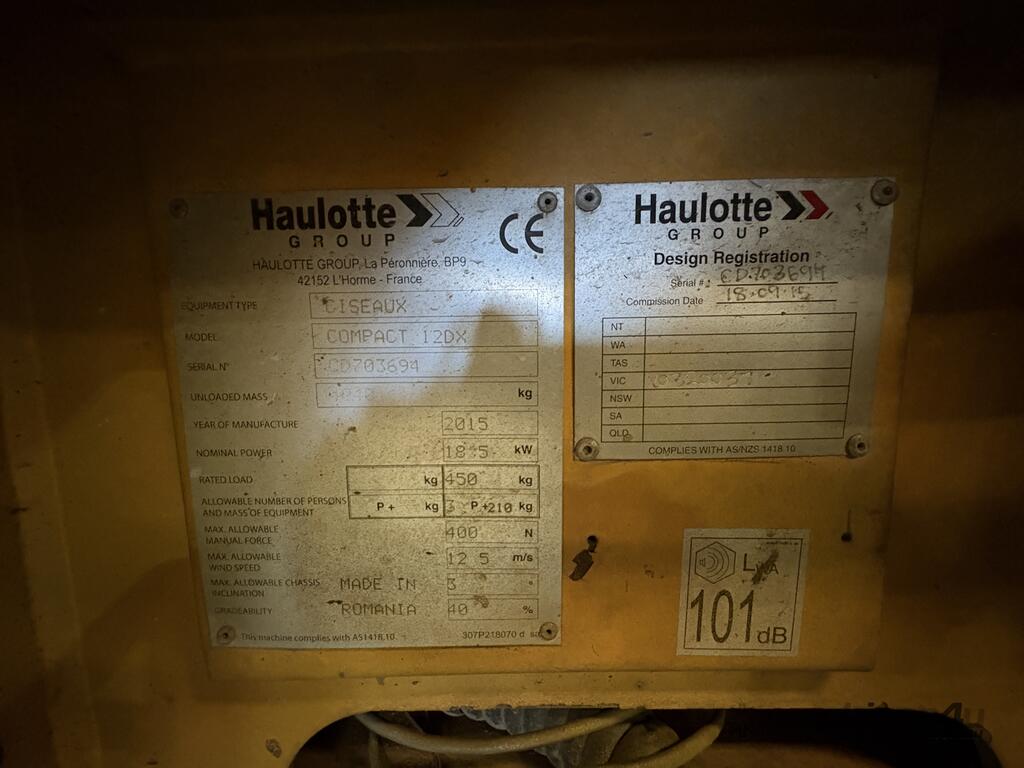 Haulotte
GROUP
CE
HAULOTTE GROUP, La Péronnière, BP9
42152 L'Horme - France
EQUIPMENT TYPE CISEAUX
MODEL COMPACT 12DX
SERIAL N° CD703694
UNLOADED MASS kg
YEAR OF MANUFACTURE 2015
NOMINAL POWER 18.5 kW
RATED LOAD kg 450 kg
ALLOWABLE NUMBER OF PERSONS
AND MASS OF EQUIPMENT P + kg 3 P +210 kg
MAX. ALLOWABLE
MANUAL FORCE 400 N
MAX. ALLOWABLE
WIND SPEED 12 5 m/s
MAX. ALLOWABLE CHASSIS
INCLINATION MADE IN 3 °
GRADEABILITY ROMANIA 40 %
This machine complies with AS1418.10
307P218070 d
Haulotte
GROUP
Design Registration
Serial # : CD703694
Commission Date 18.09.15
NT
WA
TAS
VIC
NSW
SA
QLD
COMPLIES WITH AS/NZS 1418.10
LWA
101 dB